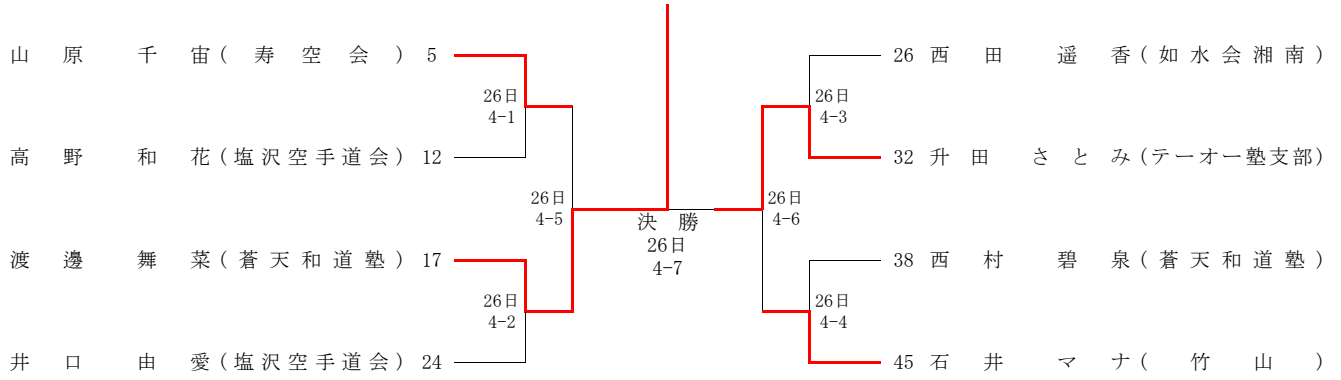 山原 千宙(寿空会) 5
26日
4-1
高野 和花(塩沢空手道会) 12
26日
4-5
渡邊 舞菜(蒼天和道塾) 17
26日
4-2
井口 由愛(塩沢空手道会) 24
決勝
26日
4-7
26 西田 遥香(如水会湘南)
26日
4-3
32 升田 さとみ(テーオー塾支部)
26日
4-6
38 西村 碧泉(蒼天和道塾)
26日
4-4
45 石井 マナ(竹山)